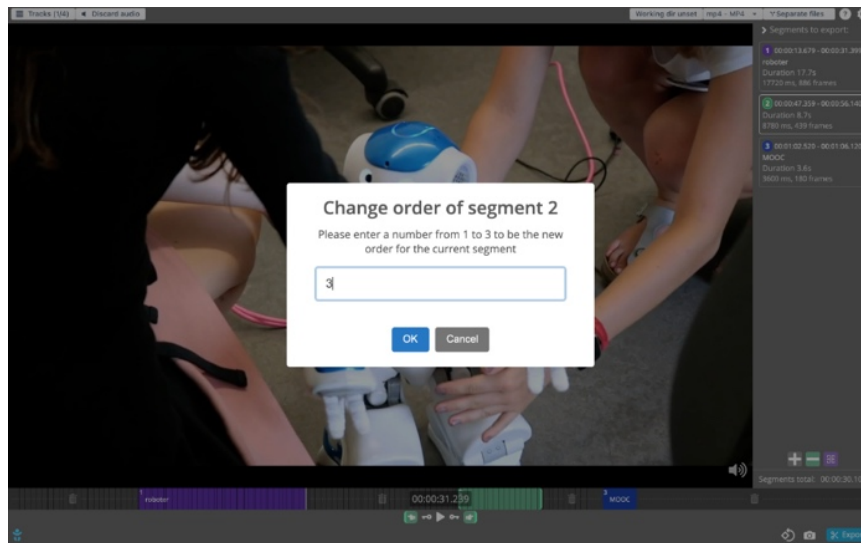 Tracks (1/4)
Discard audio
Working dir unset
mp4 - MP4
Separate files
?
Segments to export:
1 00:00:13.679 - 00:00:31.399
roboter
Duration 17.7s
17720 ms, 886 frames
2 00:00:47.359 - 00:00:56.140
Duration 8.7s
8780 ms, 439 frames
3 00:01:02.520 - 00:01:06.120
MOOC
Duration 3.6s
3600 ms, 180 frames
Change order of segment 2
Please enter a number from 1 to 3 to be the new
order for the current segment
3
OK
Cancel
Segments total:
1
roboter
00:00:31.239
3
MOOC